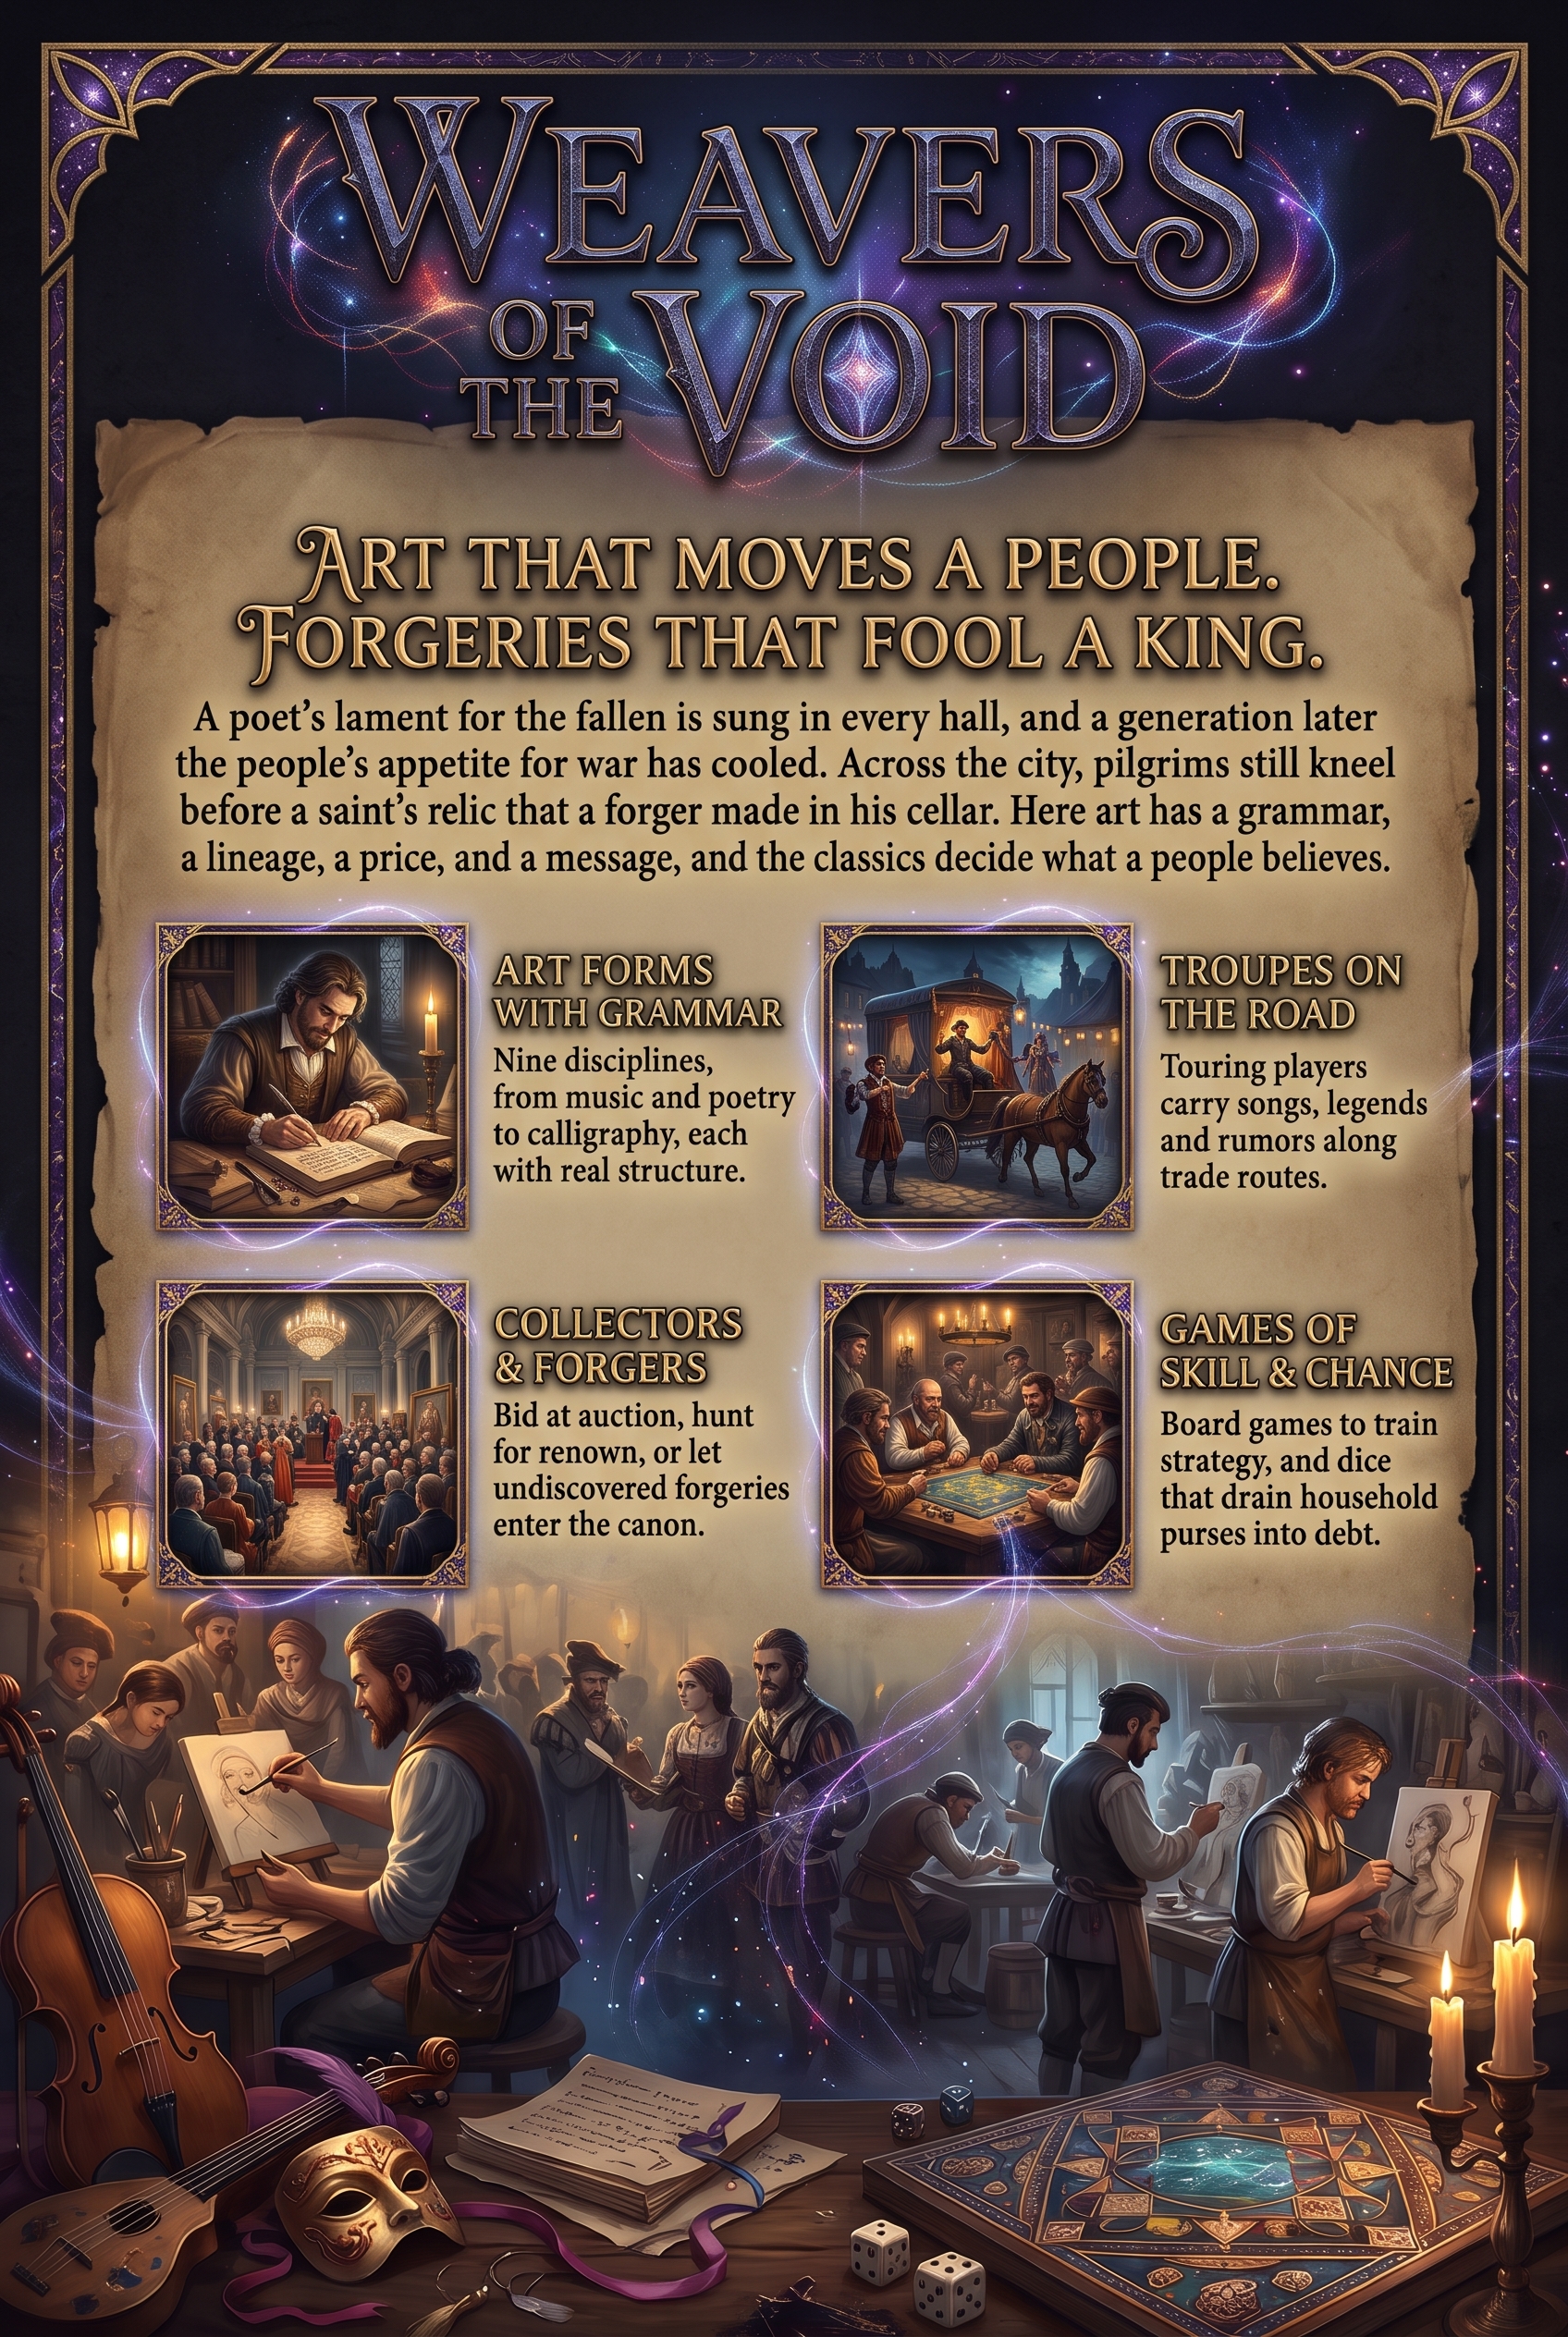 WEAVERS
OF THE VOID
ART THAT MOVES A PEOPLE.
FORGERIES THAT FOOL A KING.
A poet's lament for the fallen is sung in every hall, and a generation later
the people's appetite for war has cooled. Across the city, pilgrims still kneel
before a saint's relic that a forger made in his cellar. Here art has a grammar,
a lineage, a price, and a message, and the classics decide what a people believes.
ART FORMS
WITH GRAMMAR
Nine disciplines,
from music and poetry
to calligraphy, each
with real structure.
TROUPES ON
THE ROAD
Touring players
carry songs, legends
and rumors along
trade routes.
COLLECTORS
& FORGERS
Bid at auction, hunt
for renown, or let
undiscovered forgeries
enter the canon.
GAMES OF
SKILL & CHANCE
Board games to train
strategy, and dice
that drain household
purses into debt.